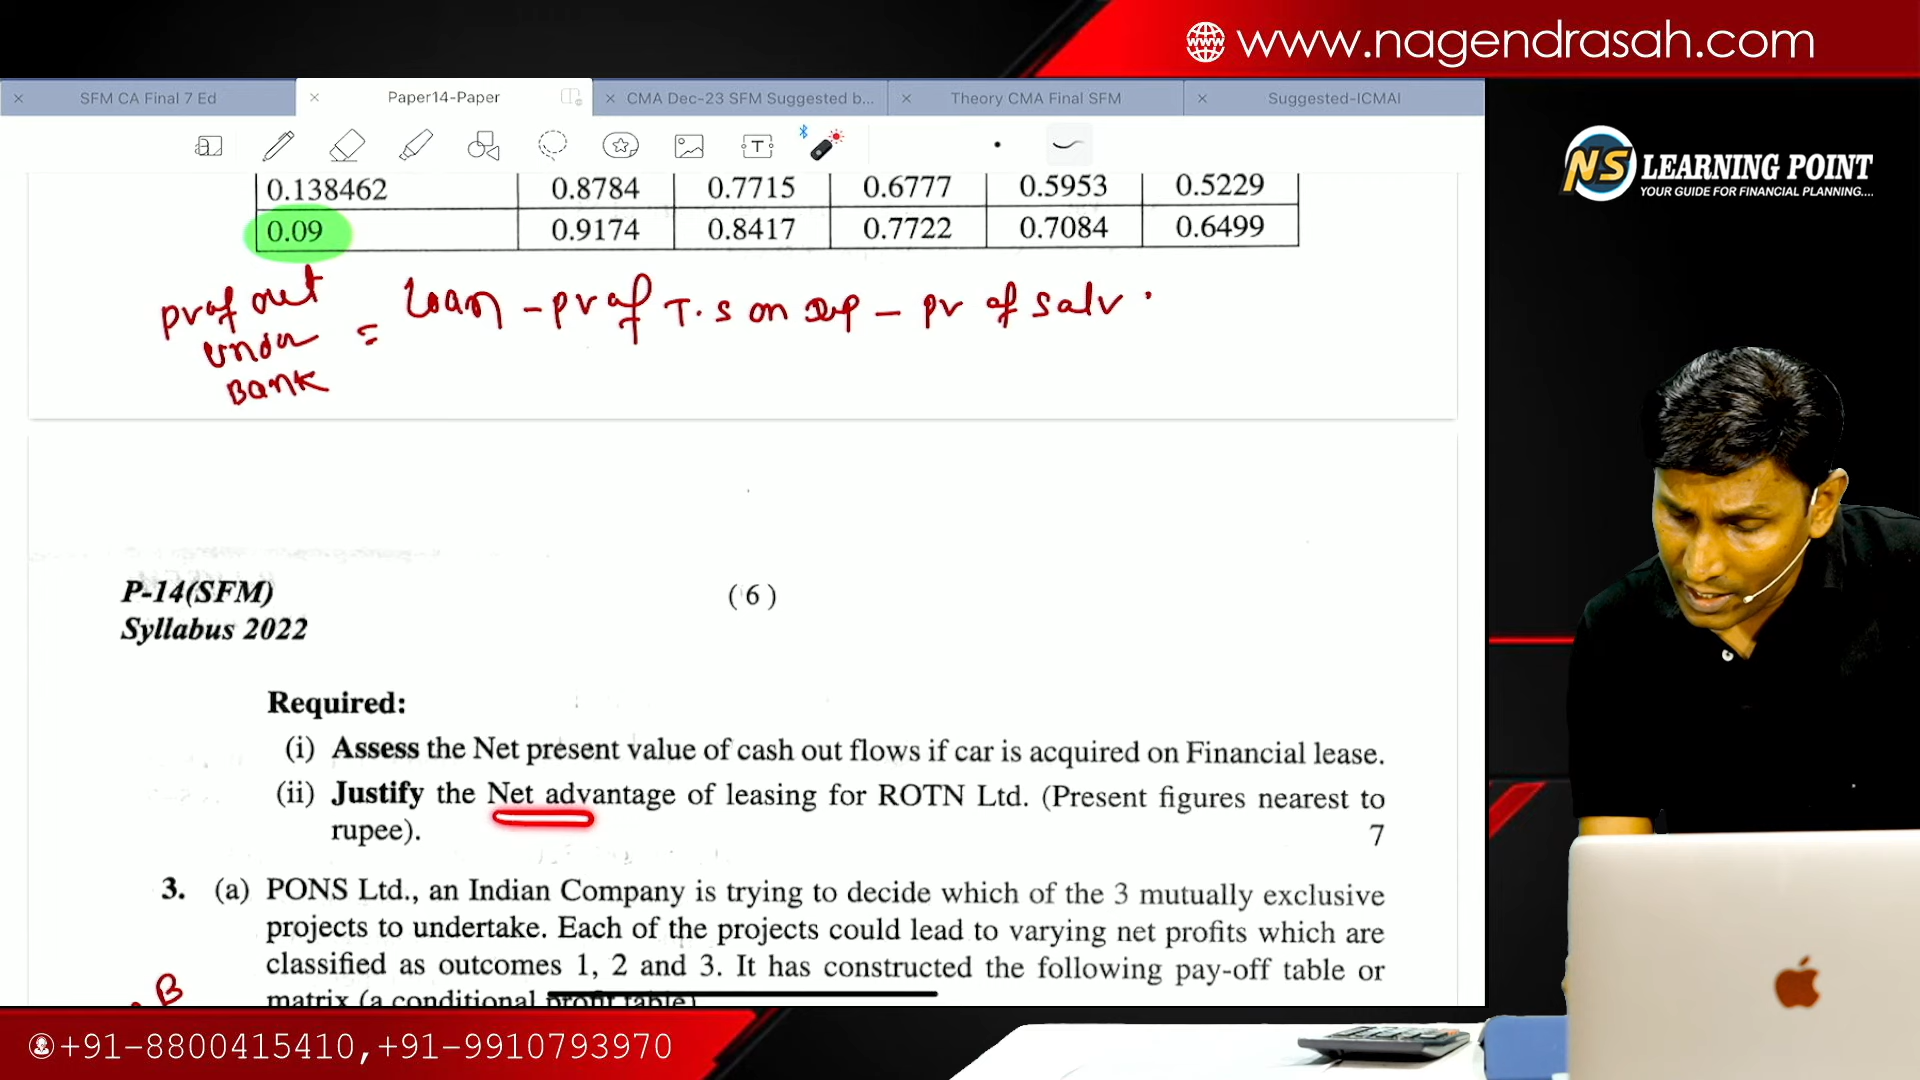 www.nagendrasah.com
SFM CA Final 7 Ed
Paper14-Paper
CMA Dec-23 SFM Suggested b...
Theory CMA Final SFM
Suggested-ICMAI
NS LEARNING POINT
YOUR GUIDE FOR FINANCIAL PLANNING....
0.138462 0.8784 0.7715 0.6777 0.5953 0.5229
0.09 0.9174 0.8417 0.7722 0.7084 0.6499
pv of out under Bank = Loan - pv of T.S on Dep - pv of Salv.
P-14(SFM)
(6)
Syllabus 2022
Required:
(i) Assess the Net present value of cash out flows if car is acquired on Financial lease.
(ii) Justify the Net advantage of leasing for ROTN Ltd. (Present figures nearest to
rupee). 7
3. (a) PONS Ltd., an Indian Company is trying to decide which of the 3 mutually exclusive
projects to undertake. Each of the projects could lead to varying net profits which are
classified as outcomes 1, 2 and 3. It has constructed the following pay-off table or
B
matrix (a conditional profit table)
+91-8800415410,+91-9910793970